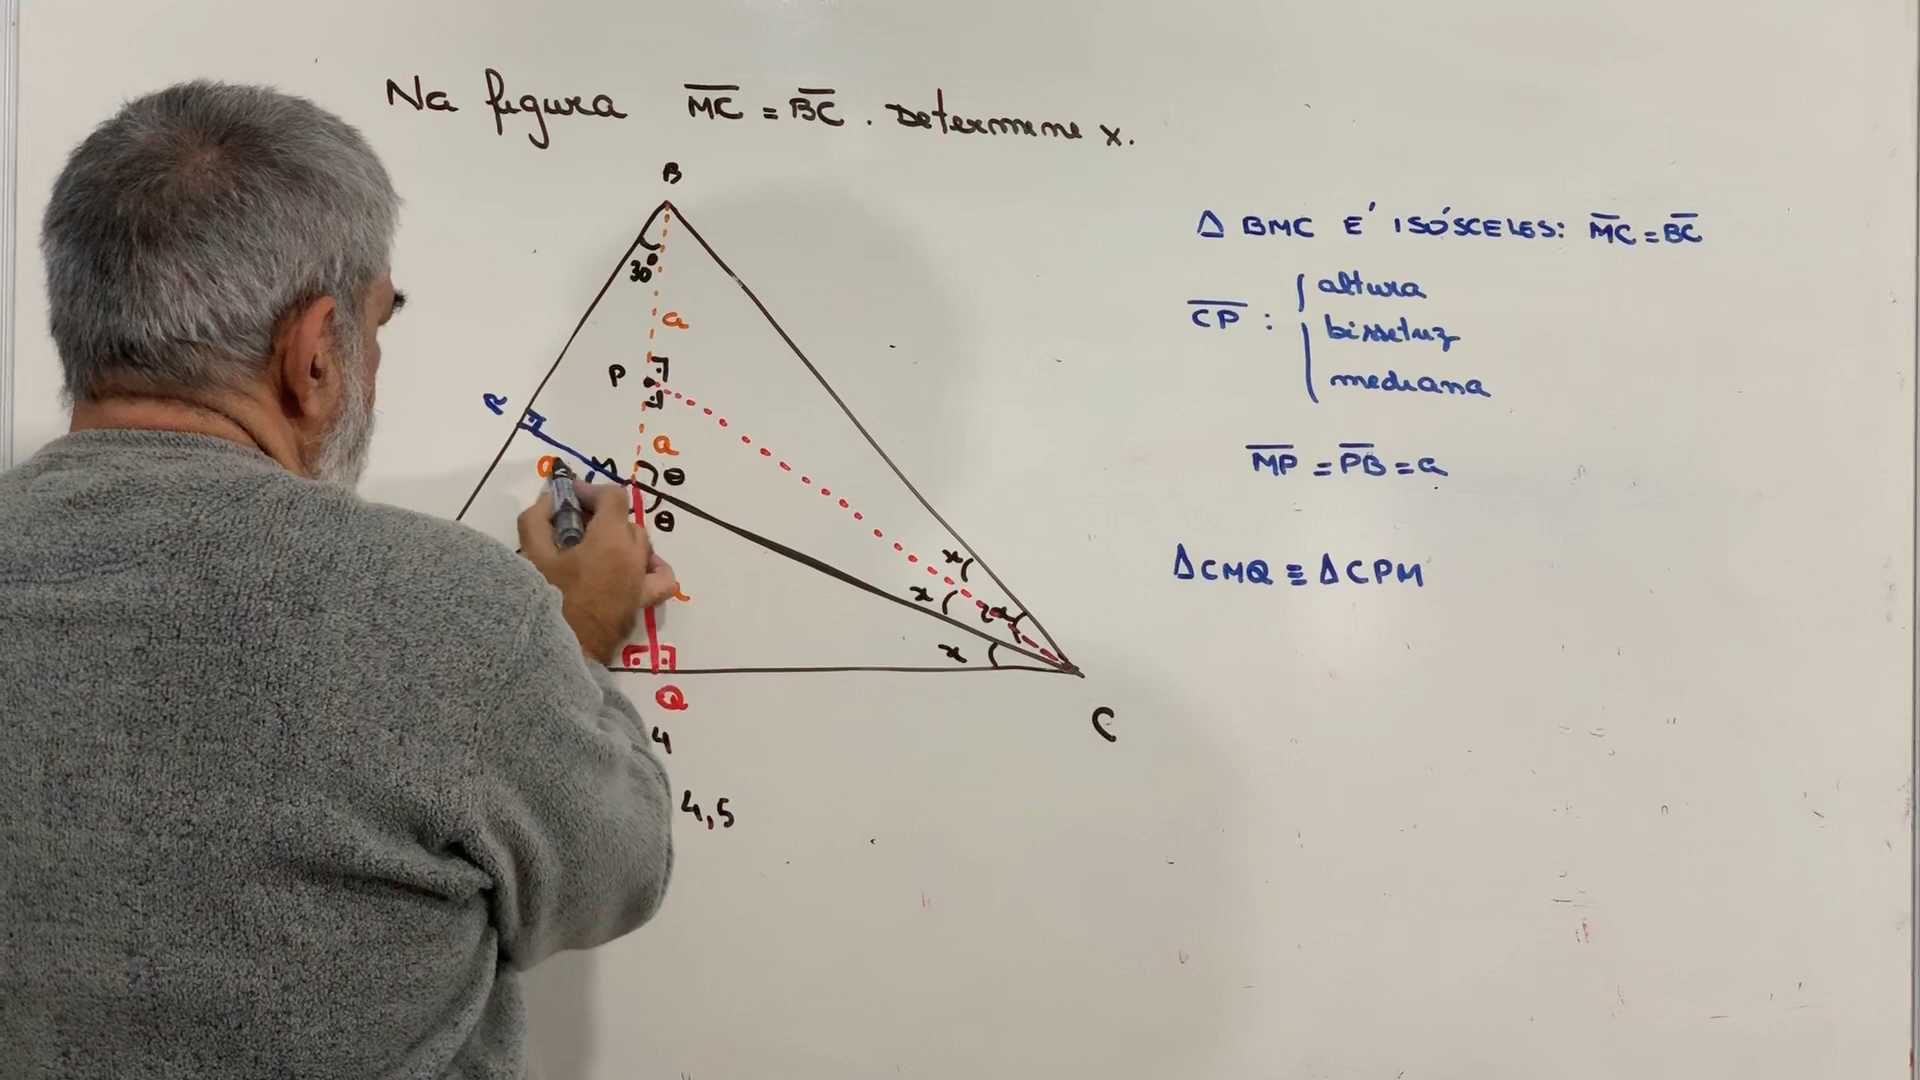 Na figura MC = BC. Determine x.
B
30°
a
P
R
a
a
M
θ
θ
x
x
2x
x
Q
C
4
4,5
Δ BMC É ISÓSCELES: MC = BC
CP : { altura
bissetriz
mediana
MP = PB = a
ΔCMQ ≡ ΔCPM